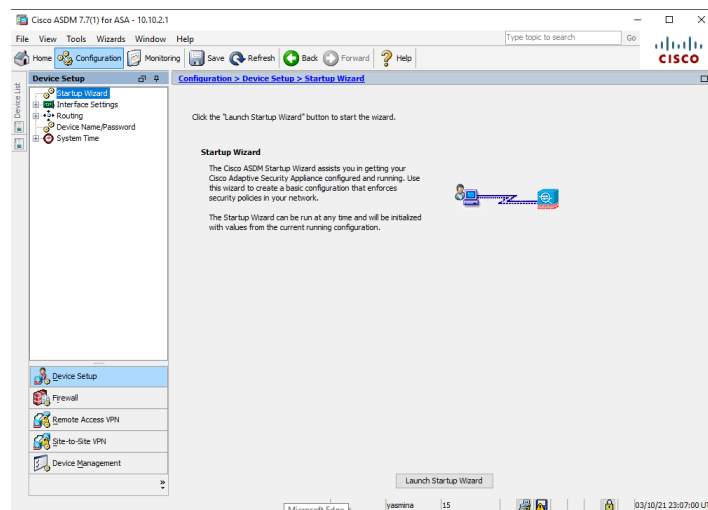 Cisco ASDM 7.7(1) for ASA - 10.10.2.1
File View Tools Wizards Window Help
Type topic to search
Go
Home Configuration Monitoring Save Refresh Back Forward Help
CISCO
Device List
Device Setup
Startup Wizard
Interface Settings
Routing
Device Name/Password
System Time
Configuration > Device Setup > Startup Wizard
Click the "Launch Startup Wizard" button to start the wizard.
Startup Wizard
The Cisco ASDM Startup Wizard assists you in getting your
Cisco Adaptive Security Appliance configured and running. Use
this wizard to create a basic configuration that enforces
security policies in your network.
The Startup Wizard can be run at any time and will be initialized
with values from the current running configuration.
Device Setup
Firewall
Remote Access VPN
Site-to-Site VPN
Device Management
Launch Startup Wizard
Microsoft Edge
yasmina
15
03/10/21 23:07:00 UT